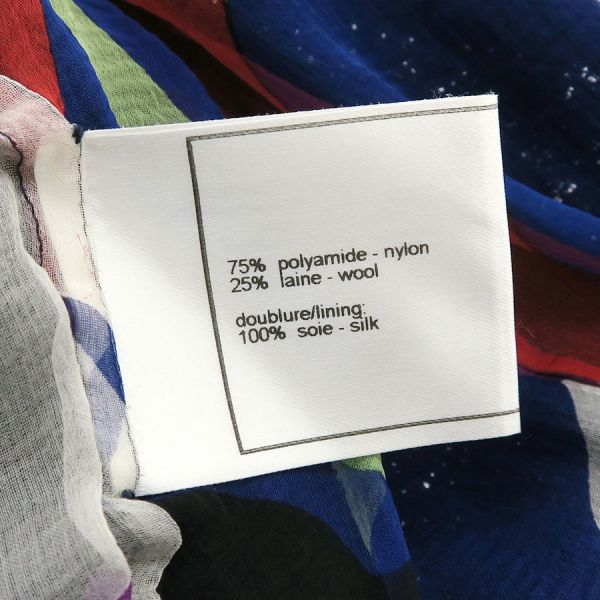 75% polyamide - nylon
25% laine - wool
doublure/lining:
100% soie - silk